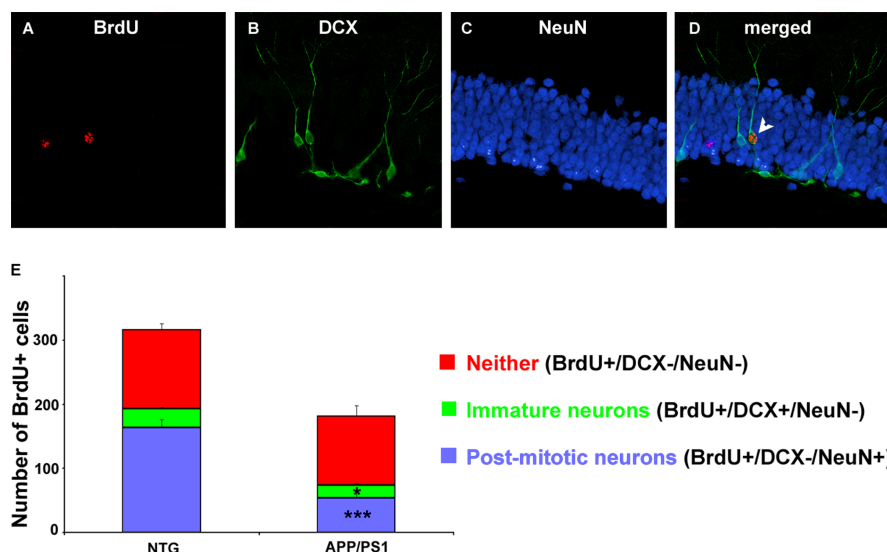 A BrdU
B DCX
C NeuN
D merged
E
Number of BrdU+ cells
300
200
100
0
*
***
NTG
APP/PS1
Neither (BrdU+/DCX-/NeuN-)
Immature neurons (BrdU+/DCX+/NeuN-)
Post-mitotic neurons (BrdU+/DCX-/NeuN+)